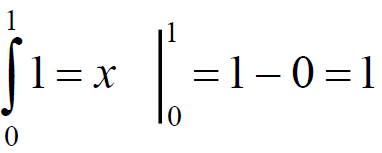 ∫₀¹ 1 = x |₀¹ = 1 − 0 = 1